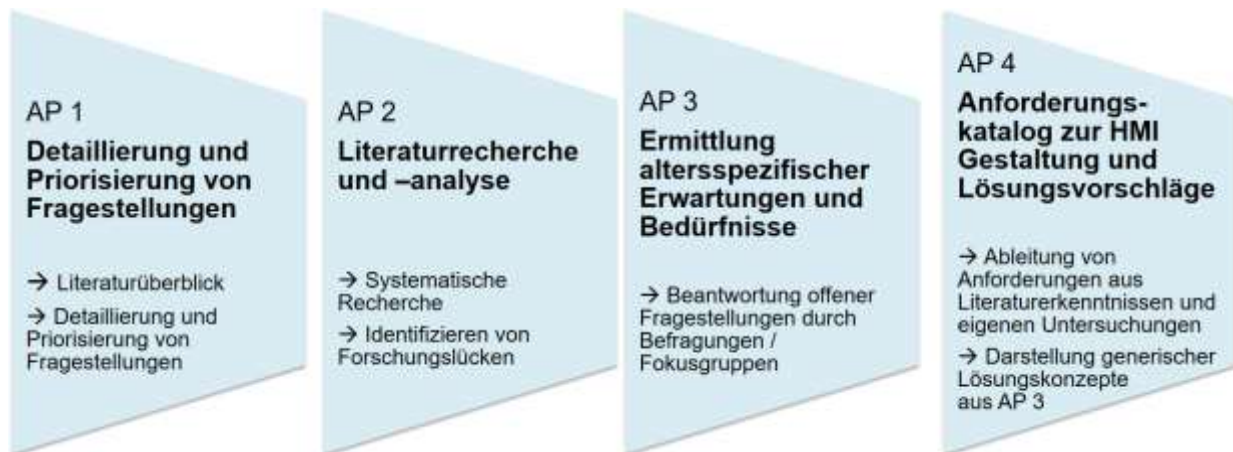 AP 1
Detaillierung und
Priorisierung von
Fragestellungen
→ Literaturüberblick
→ Detaillierung und
Priorisierung von
Fragestellungen
AP 2
Literaturrecherche
und –analyse
→ Systematische
Recherche
→ Identifizieren von
Forschungslücken
AP 3
Ermittlung
altersspezifischer
Erwartungen und
Bedürfnisse
→ Beantwortung offener
Fragestellungen durch
Befragungen /
Fokusgruppen
AP 4
Anforderungs-
katalog zur HMI
Gestaltung und
Lösungsvorschläge
→ Ableitung von
Anforderungen aus
Literaturerkenntnissen und
eigenen Untersuchungen
→ Darstellung generischer
Lösungskonzepte
aus AP 3